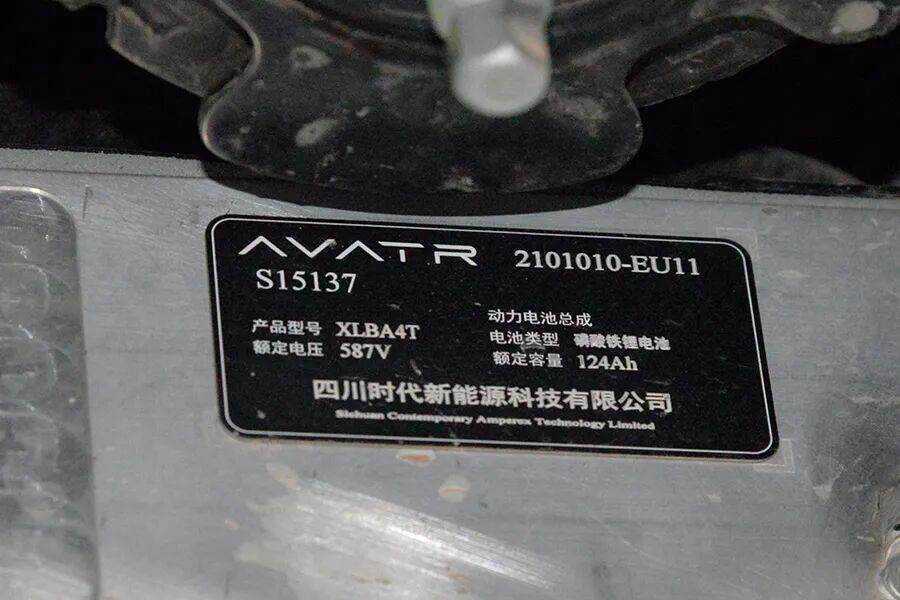 AVATR 2101010-EU11
S15137
动力电池总成
产品型号 XLBA4T 电池类型 磷酸铁锂电池
额定电压 587V 额定容量 124Ah
四川时代新能源科技有限公司
Sichuan Contemporary Amperex Technology Limited